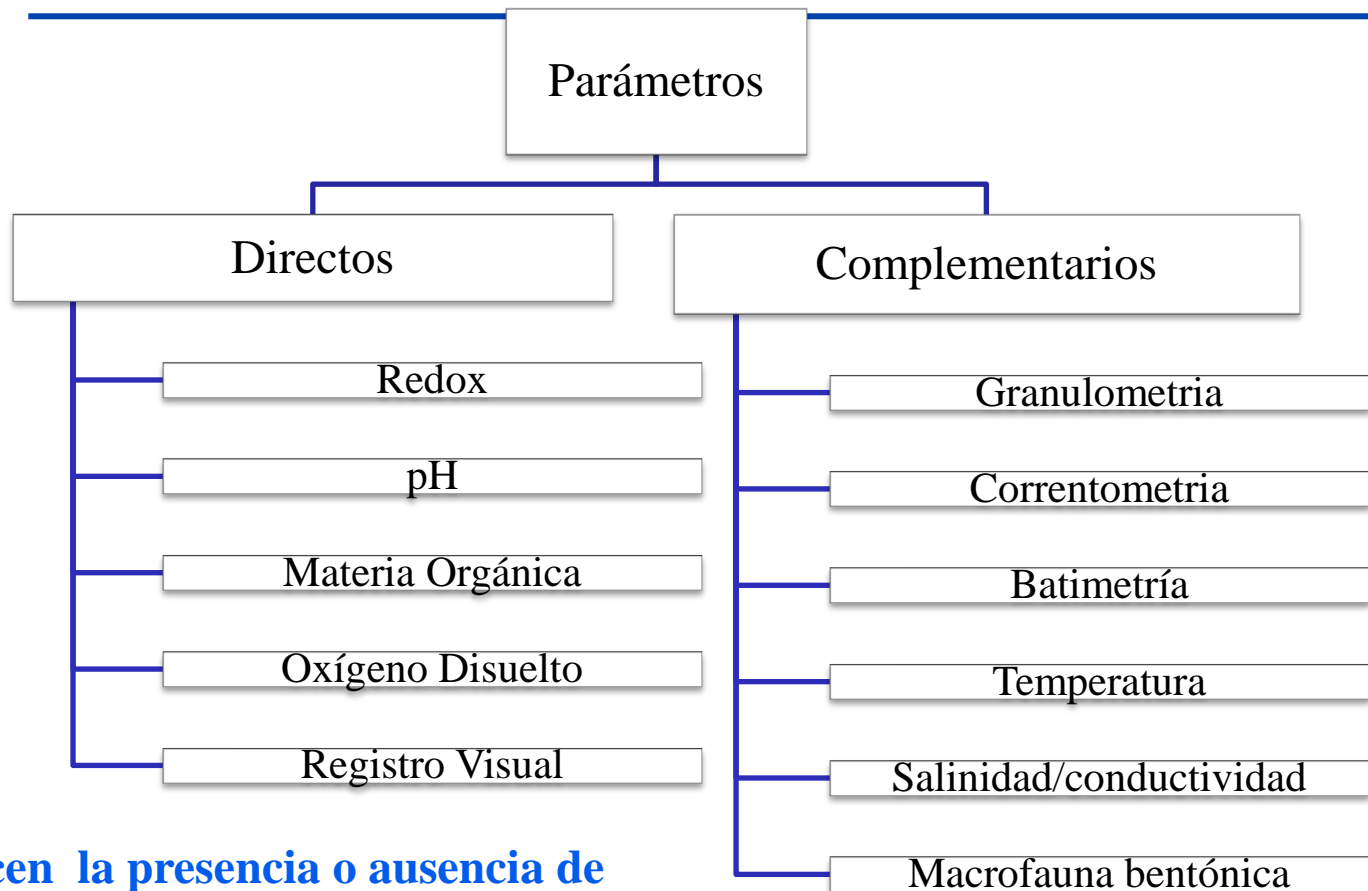 Parámetros
Directos
Redox
pH
Materia Orgánica
Oxígeno Disuelto
Registro Visual
Complementarios
Granulometria
Correntometria
Batimetría
Temperatura
Salinidad/conductividad
Macrofauna bentónica
la presencia o ausencia de